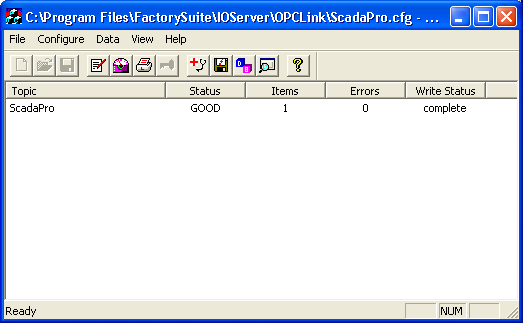 C:\Program Files\FactorySuite\IOServer\OPCLink\ScadaPro.cfg - ...
File Configure Data View Help
Topic Status Items Errors Write Status
ScadaPro GOOD 1 0 complete
Ready NUM